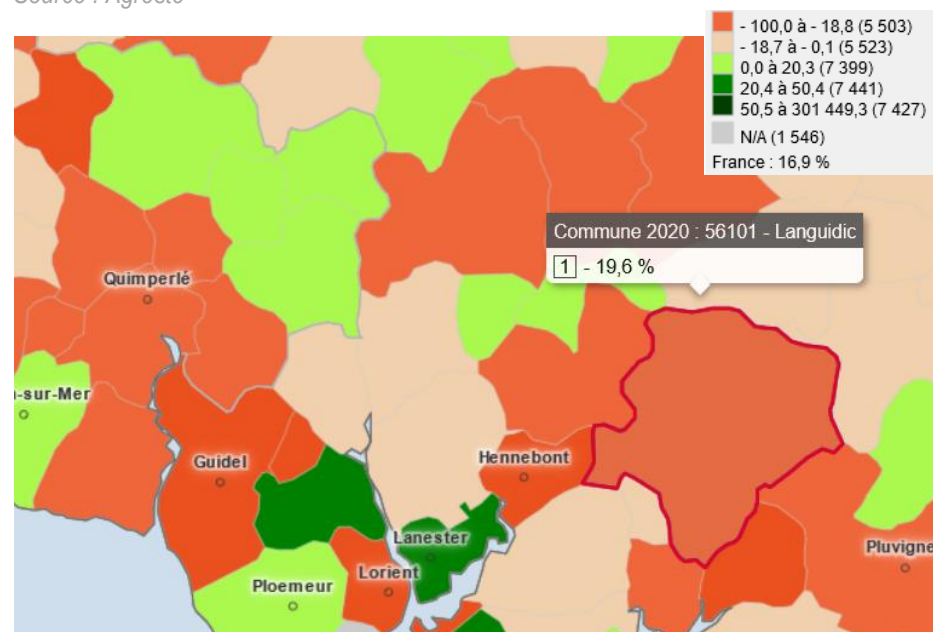 Source : Agreste
- 100,0 à - 18,8 (5 503)
- 18,7 à - 0,1 (5 523)
0,0 à 20,3 (7 399)
20,4 à 50,4 (7 441)
50,5 à 301 449,3 (7 427)
N/A (1 546)
France : 16,9 %
Commune 2020 : 56101 - Languidic
1 - 19,6 %
Quimperlé
-sur-Mer
Guidel
Hennebont
Lanester
Pluvigne
Lorient
Ploemeur